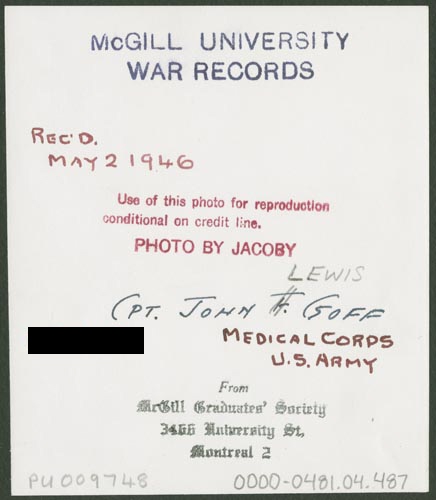 McGILL UNIVERSITY
WAR RECORDS
REC'D.
MAY 2 1946
Use of this photo for reproduction
conditional on credit line.
PHOTO BY JACOBY
LEWIS
CPT. JOHN H. GOFF
MEDICAL CORPS
U.S. ARMY
From
McGill Graduates' Society
3466 University St,
Montreal 2
PU009748
0000-0481.04.487